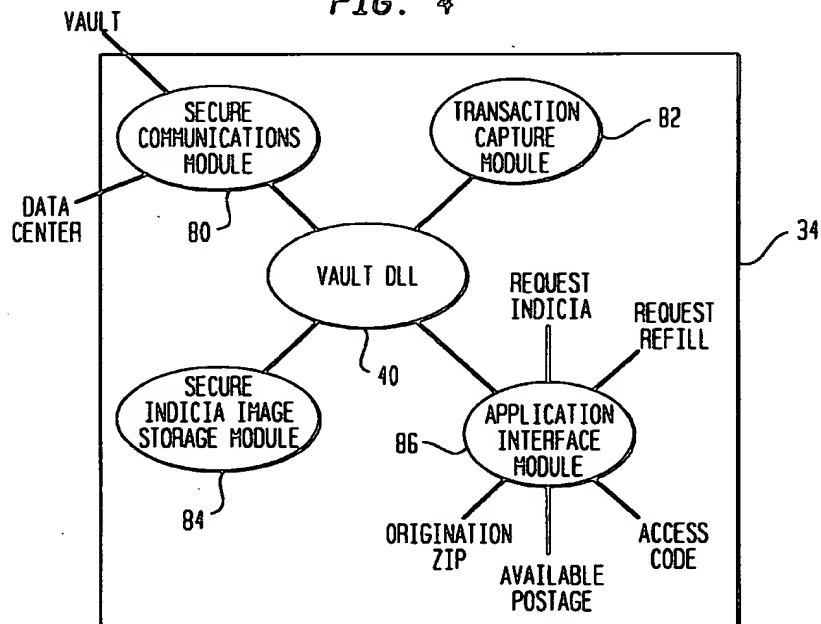 FIG. 4
VAULT
SECURE
COMMUNICATIONS
MODULE
TRANSACTION
CAPTURE
MODULE
82
DATA
CENTER
80
34
VAULT DLL
REQUEST
INDICIA
REQUEST
REFILL
40
SECURE
INDICIA IMAGE
STORAGE MODULE
APPLICATION
INTERFACE
MODULE
86
84
ORIGINATION
ZIP
AVAILABLE
POSTAGE
ACCESS
CODE